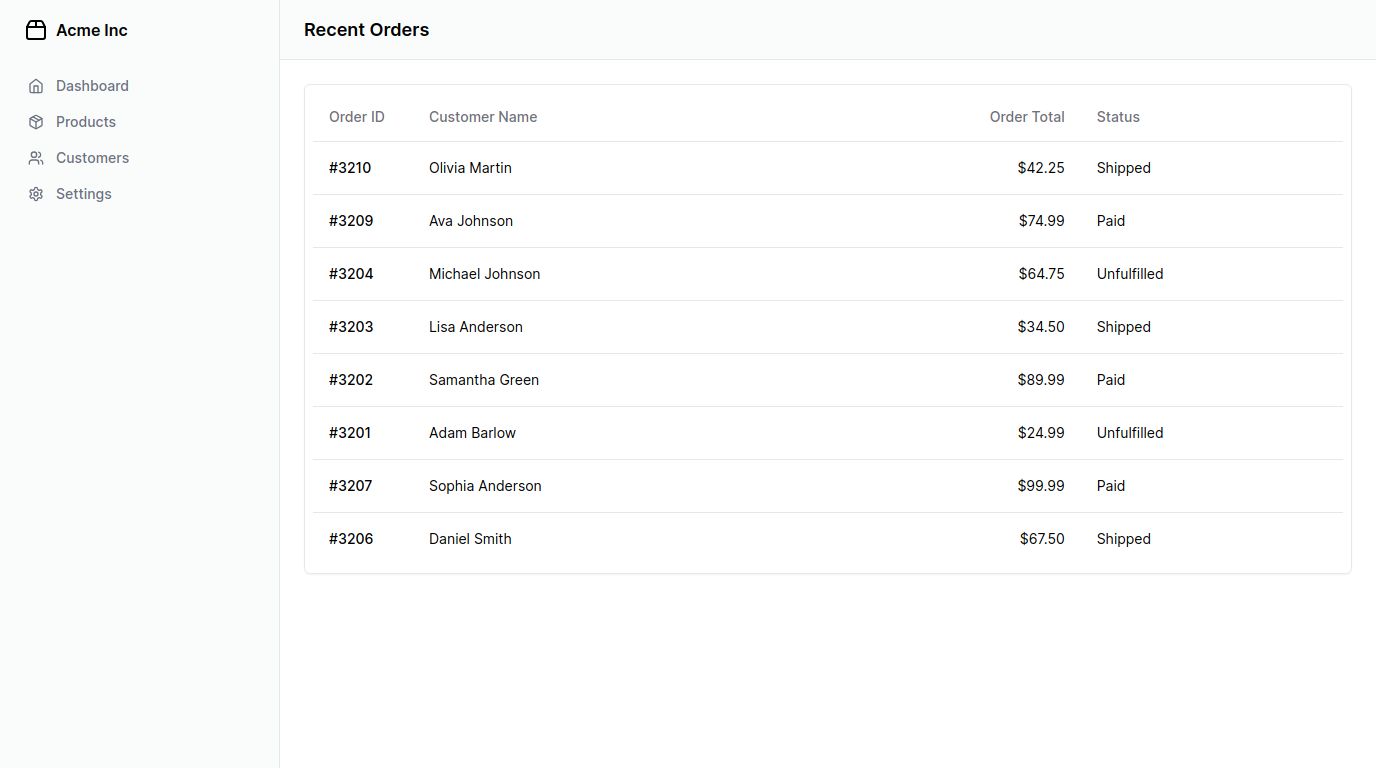 Acme Inc
Dashboard
Products
Customers
Settings
Recent Orders
Order ID Customer Name Order Total Status
#3210 Olivia Martin $42.25 Shipped
#3209 Ava Johnson $74.99 Paid
#3204 Michael Johnson $64.75 Unfulfilled
#3203 Lisa Anderson $34.50 Shipped
#3202 Samantha Green $89.99 Paid
#3201 Adam Barlow $24.99 Unfulfilled
#3207 Sophia Anderson $99.99 Paid
#3206 Daniel Smith $67.50 Shipped